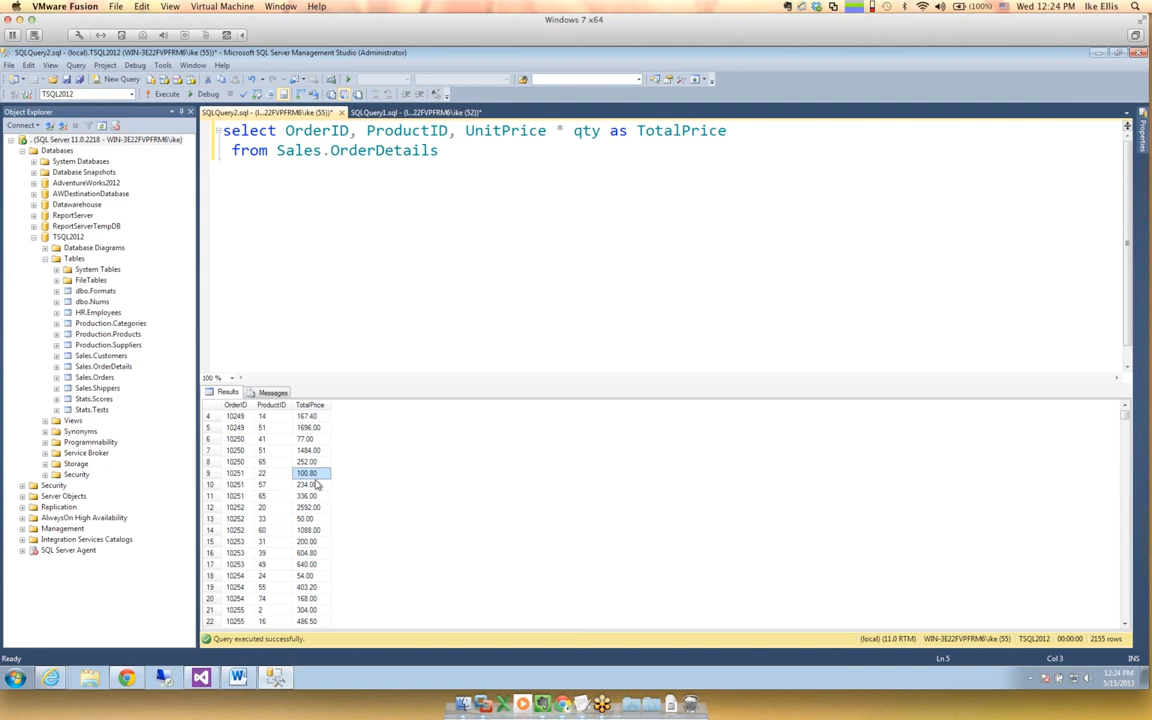 VMware Fusion File Edit View Virtual Machine Window Help (100%) Wed 12:24 PM Ike Ellis
Windows 7 x64
SQLQuery2.sql - (local).TSQL2012 (WIN-3E22FVPFRM6\ike (55))* - Microsoft SQL Server Management Studio (Administrator)
File Edit View Query Project Debug Tools Window Help
New Query
TSQL2012 Execute Debug
Object Explorer
SQLQuery2.sql - (l...22FVPFRM6\ike (55))* SQLQuery1.sql - (l...22FVPFRM6\ike (52))*
Connect
Properties
. (SQL Server 11.0.2218 - WIN-3E22FVPFRM6\ike)
Databases
System Databases
Database Snapshots
AdventureWorks2012
AWDestinationDatabase
Datawarehouse
ReportServer
ReportServerTempDB
TSQL2012
Database Diagrams
Tables
System Tables
FileTables
dbo.Formats
dbo.Nums
HR.Employees
Production.Categories
Production.Products
Production.Suppliers
Sales.Customers
Sales.OrderDetails
Sales.Orders
Sales.Shippers
Stats.Scores
Stats.Tests
Views
Synonyms
Programmability
Service Broker
Storage
Security
Security
Server Objects
Replication
AlwaysOn High Availability
Management
Integration Services Catalogs
SQL Server Agent
select OrderID, ProductID, UnitPrice * qty as TotalPrice
from Sales.OrderDetails
100 %
Results Messages
OrderID ProductID TotalPrice
4 10249 14 167.40
5 10249 51 1696.00
6 10250 41 77.00
7 10250 51 1484.00
8 10250 65 252.00
9 10251 22 100.80
10 10251 57 234.00
11 10251 65 336.00
12 10252 20 2592.00
13 10252 33 50.00
14 10252 60 1088.00
15 10253 31 200.00
16 10253 39 604.80
17 10253 49 640.00
18 10254 24 54.00
19 10254 55 403.20
20 10254 74 168.00
21 10255 2 304.00
22 10255 16 486.50
Query executed successfully. (local) (11.0 RTM) WIN-3E22FVPFRM6\ike (55) TSQL2012 00:00:00 2155 rows
Ready Ln 5 Col 3 INS
12:24 PM
5/15/2013